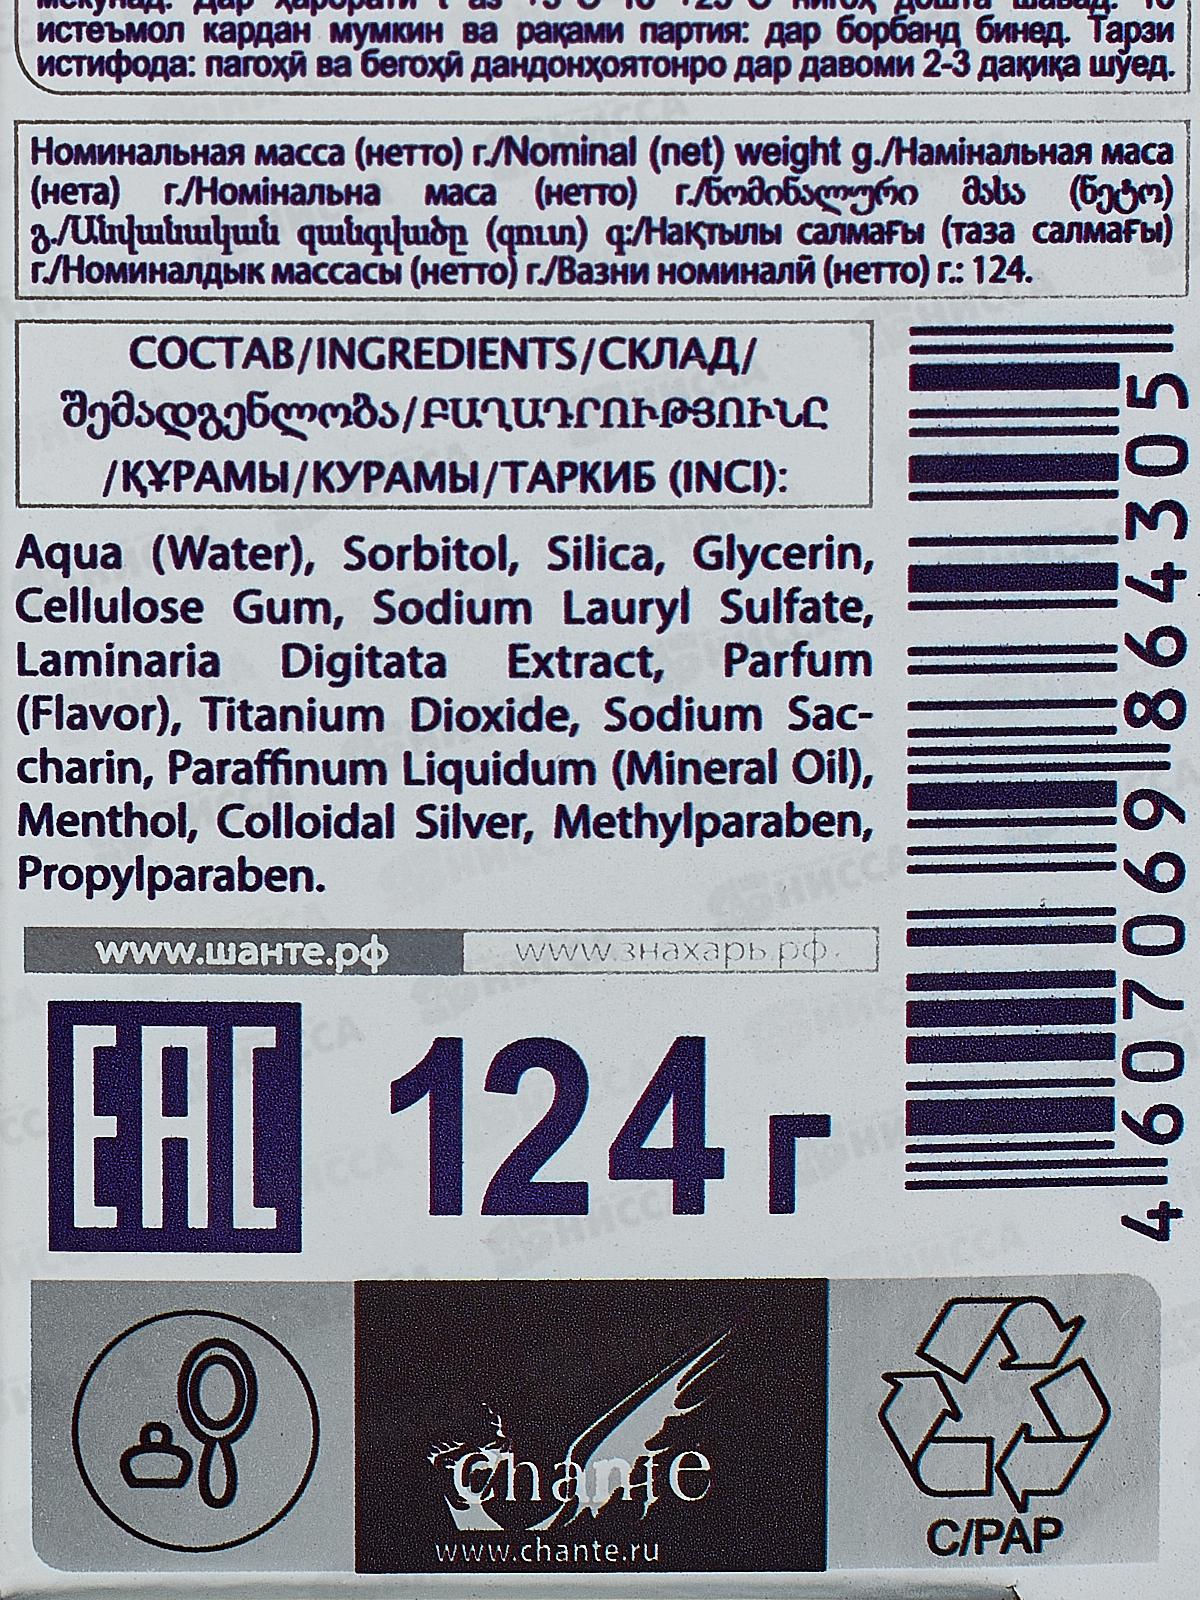 истеъмол кардан мумкин ва рақами партия: дар борбанд бинед. Тарзи
истифода: пагоҳӣ ва бегоҳӣ дандонҳоятонро дар давоми 2-3 дақиқа шӯед.
Номинальная масса (нетто) г./Nominal (net) weight g./Намінальная маса
(нета) г./Номінальна маса (нетто) г./ნომინალური მასა (ნეტო)
გ./Անվանական զանգվածը (զուտ) գ:/Нақтылы салмағы (таза салмағы)
г./Номиналдык массасы (нетто) г./Вазни номиналӣ (нетто) г.: 124.
СОСТАВ/INGREDIENTS/СКЛАД/
შემადგენლობა/ԲԱՂԱԴՐՈՒԹՅՈՒՆԸ
/ҚҰРАМЫ/КУРАМЫ/ТАРКИБ (INCI):
Aqua (Water), Sorbitol, Silica, Glycerin,
Cellulose Gum, Sodium Lauryl Sulfate,
Laminaria Digitata Extract, Parfum
(Flavor), Titanium Dioxide, Sodium Sac-
charin, Paraffinum Liquidum (Mineral Oil),
Menthol, Colloidal Silver, Methylparaben,
Propylparaben.
www.шанте.рф www.знахарь.рф.
4 607069 864305
EAC
124 г
chante
www.chante.ru
C/PAP